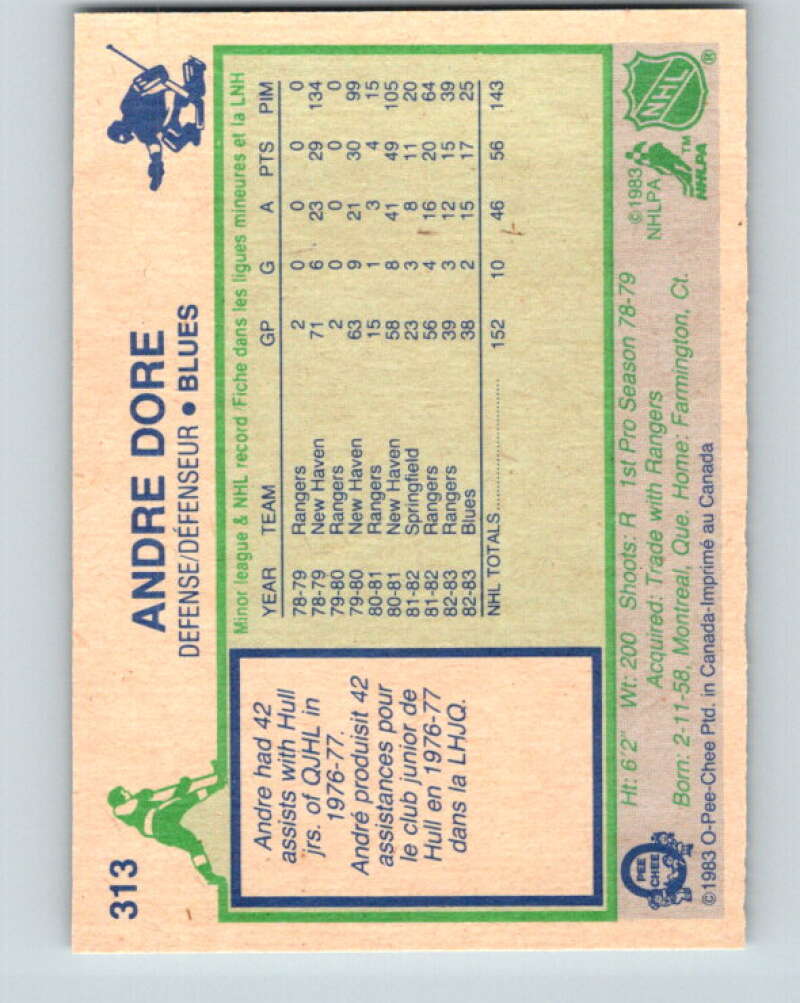 313
ANDRE DORE
DEFENSE/DÉFENSEUR • BLUES
Andre had 42
assists with Hull
jrs. of QJHL in
1976-77.
André produisit 42
assistances pour
le club junior de
Hull en 1976-77
dans la LHJQ.
Minor league & NHL record/Fiche dans les ligues mineures et la LNH
YEAR TEAM GP G A PTS PIM
78-79 Rangers 2 0 0 0 0
78-79 New Haven 71 6 23 29 134
79-80 Rangers 2 0 0 0 0
79-80 New Haven 63 9 21 30 99
80-81 Rangers 15 1 3 4 15
80-81 New Haven 58 8 41 49 105
81-82 Springfield 23 3 8 11 20
81-82 Rangers 56 4 16 20 64
82-83 Rangers 39 3 12 15 39
82-83 Blues 38 2 15 17 25
NHL TOTALS 152 10 46 56 143
Ht: 6'2" Wt: 200 Shoots: R 1st Pro Season 78-79
Acquired: Trade with Rangers
Born: 2-11-58, Montreal, Que. Home: Farmington, Ct.
©1983 O-Pee-Chee Ptd. in Canada-Imprimé au Canada
PEE
CHEE
©1983
NHLPA
NHLPA
TM
NHL
®